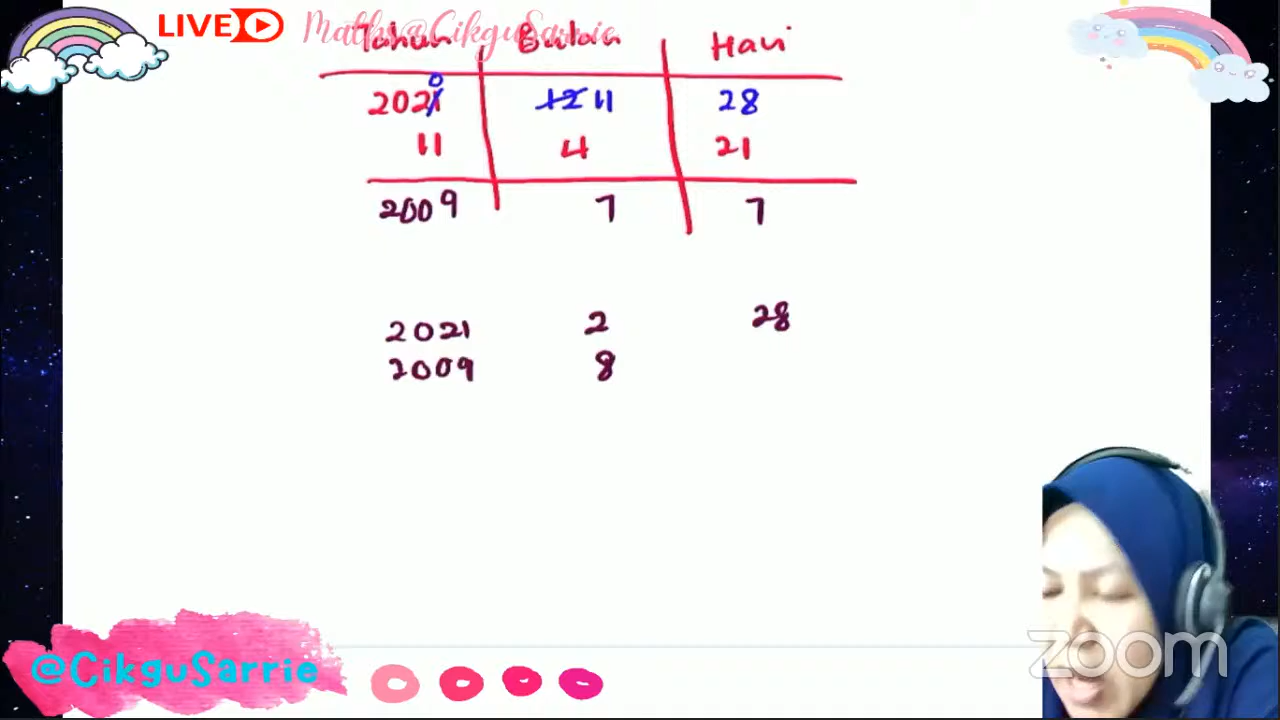 LIVE Maths@CikguSarrie
Tahun Bulan Hari
0
2021 12 11 28
11 4 21
2009 7 7
2021 2 28
2009 8
@CikguSarrie
zoom